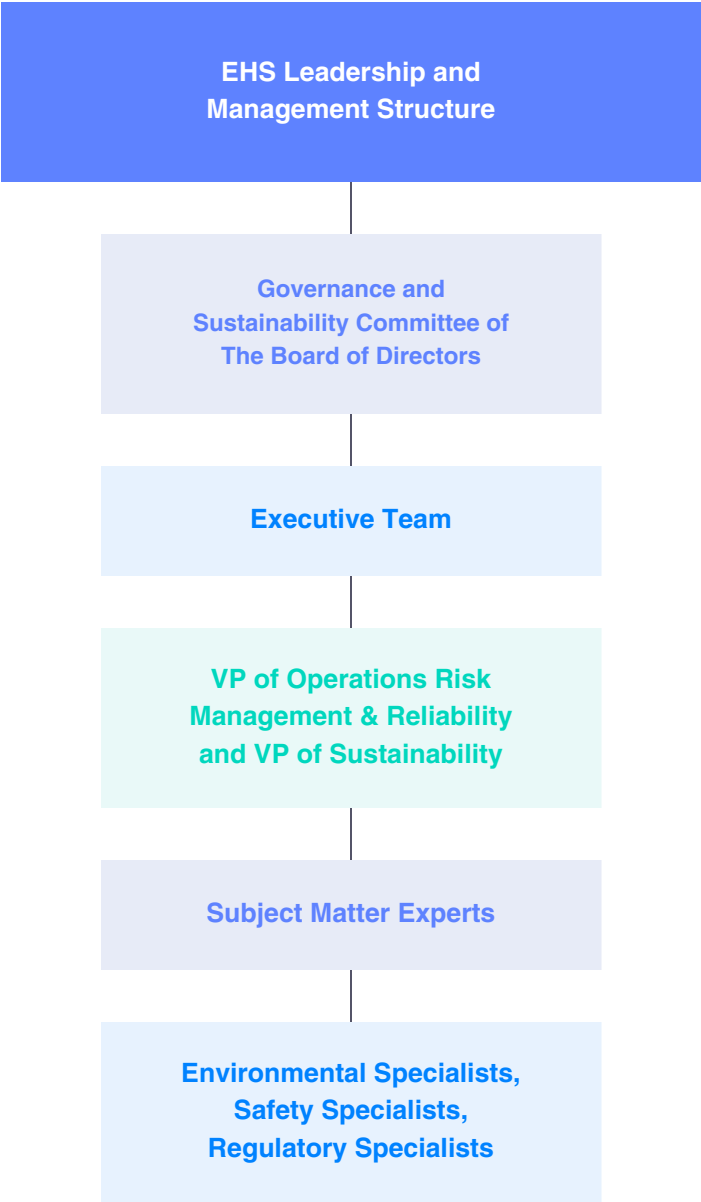 EHS Leadership and
Management Structure
Governance and
Sustainability Committee of
The Board of Directors
Executive Team
VP of Operations Risk
Management & Reliability
and VP of Sustainability
Subject Matter Experts
Environmental Specialists,
Safety Specialists,
Regulatory Specialists